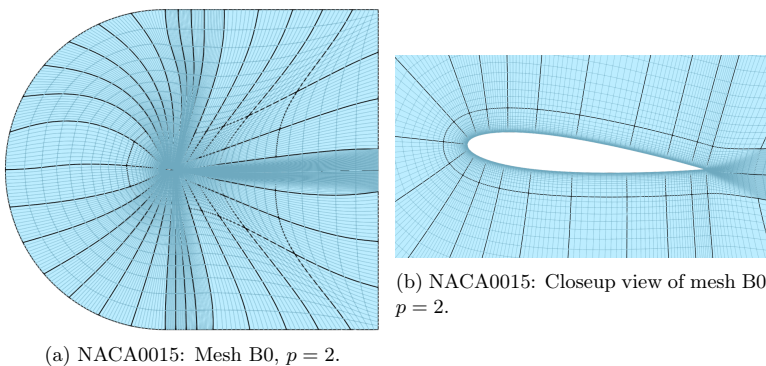 (b) NACA0015: Closeup view of mesh B0
p = 2.
(a) NACA0015: Mesh B0, p = 2.